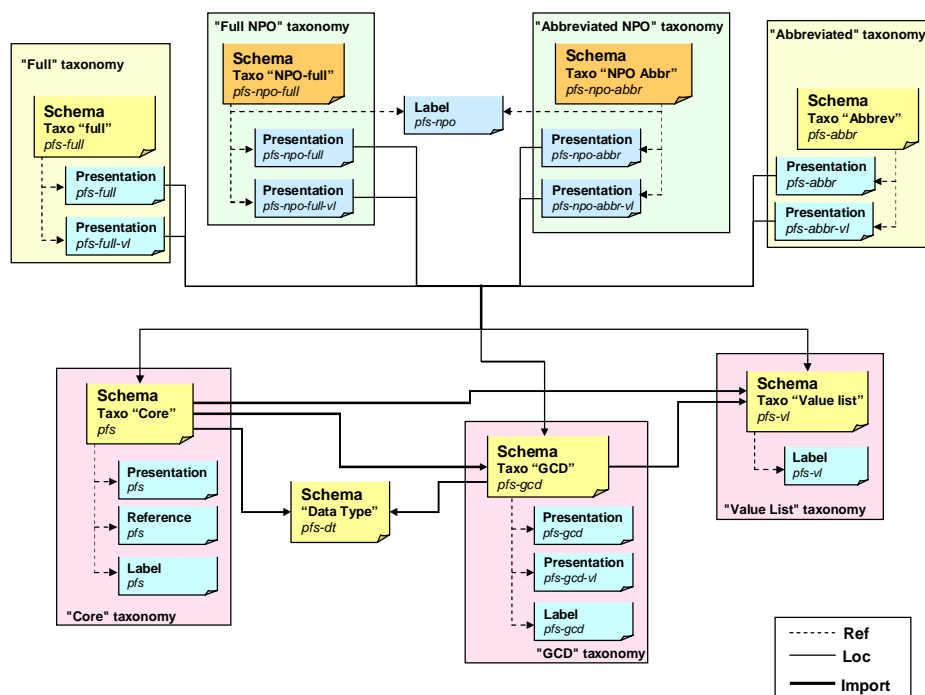 "Full" taxonomy
Schema
Taxo “full”
pfs-full
Presentation
pfs-full
Presentation
pfs-full-vl
"Full NPO" taxonomy
Schema
Taxo “NPO-full”
pfs-npo-full
Presentation
pfs-npo-full
Presentation
pfs-npo-full-vl
Label
pfs-npo
"Abbreviated NPO" taxonomy
Schema
Taxo “NPO Abbr”
pfs-npo-abbr
Presentation
pfs-npo-abbr
Presentation
pfs-npo-abbr-vl
"Abbreviated" taxonomy
Schema
Taxo “Abbrev”
pfs-abbr
Presentation
pfs-abbr
Presentation
pfs-abbr-vl
Schema
Taxo “Core”
pfs
Presentation
pfs
Reference
pfs
Label
pfs
"Core" taxonomy
Schema
“Data Type”
pfs-dt
Schema
Taxo “GCD”
pfs-gcd
Presentation
pfs-gcd
Presentation
pfs-gcd-vl
Label
pfs-gcd
"GCD" taxonomy
Schema
Taxo “Value list”
pfs-vl
Label
pfs-vl
"Value List" taxonomy
Ref
Loc
Import